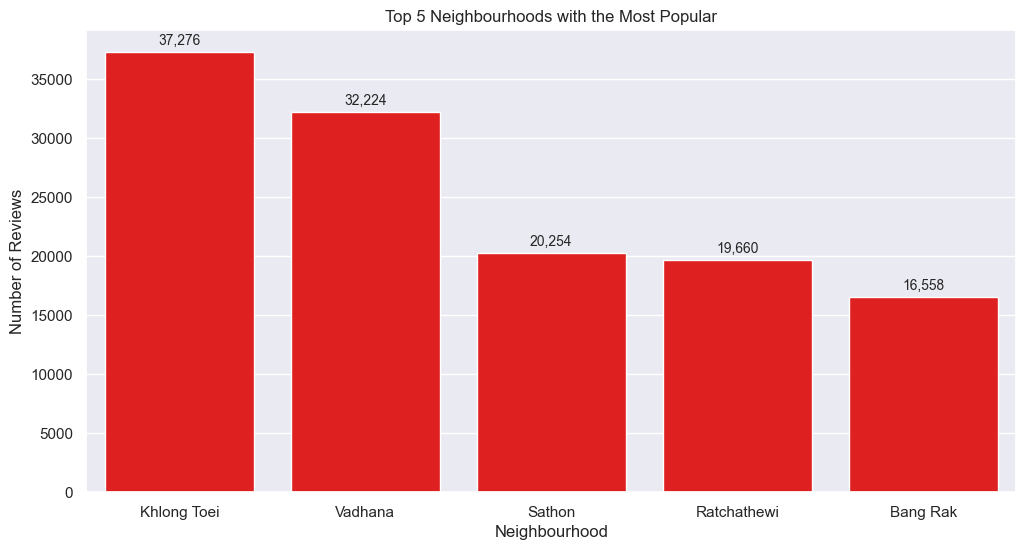 Top 5 Neighbourhoods with the Most Popular
37,276
32,224
20,254
19,660
16,558
35000
30000
25000
20000
15000
10000
5000
0
Number of Reviews
Khlong Toei
Vadhana
Sathon
Ratchathewi
Bang Rak
Neighbourhood